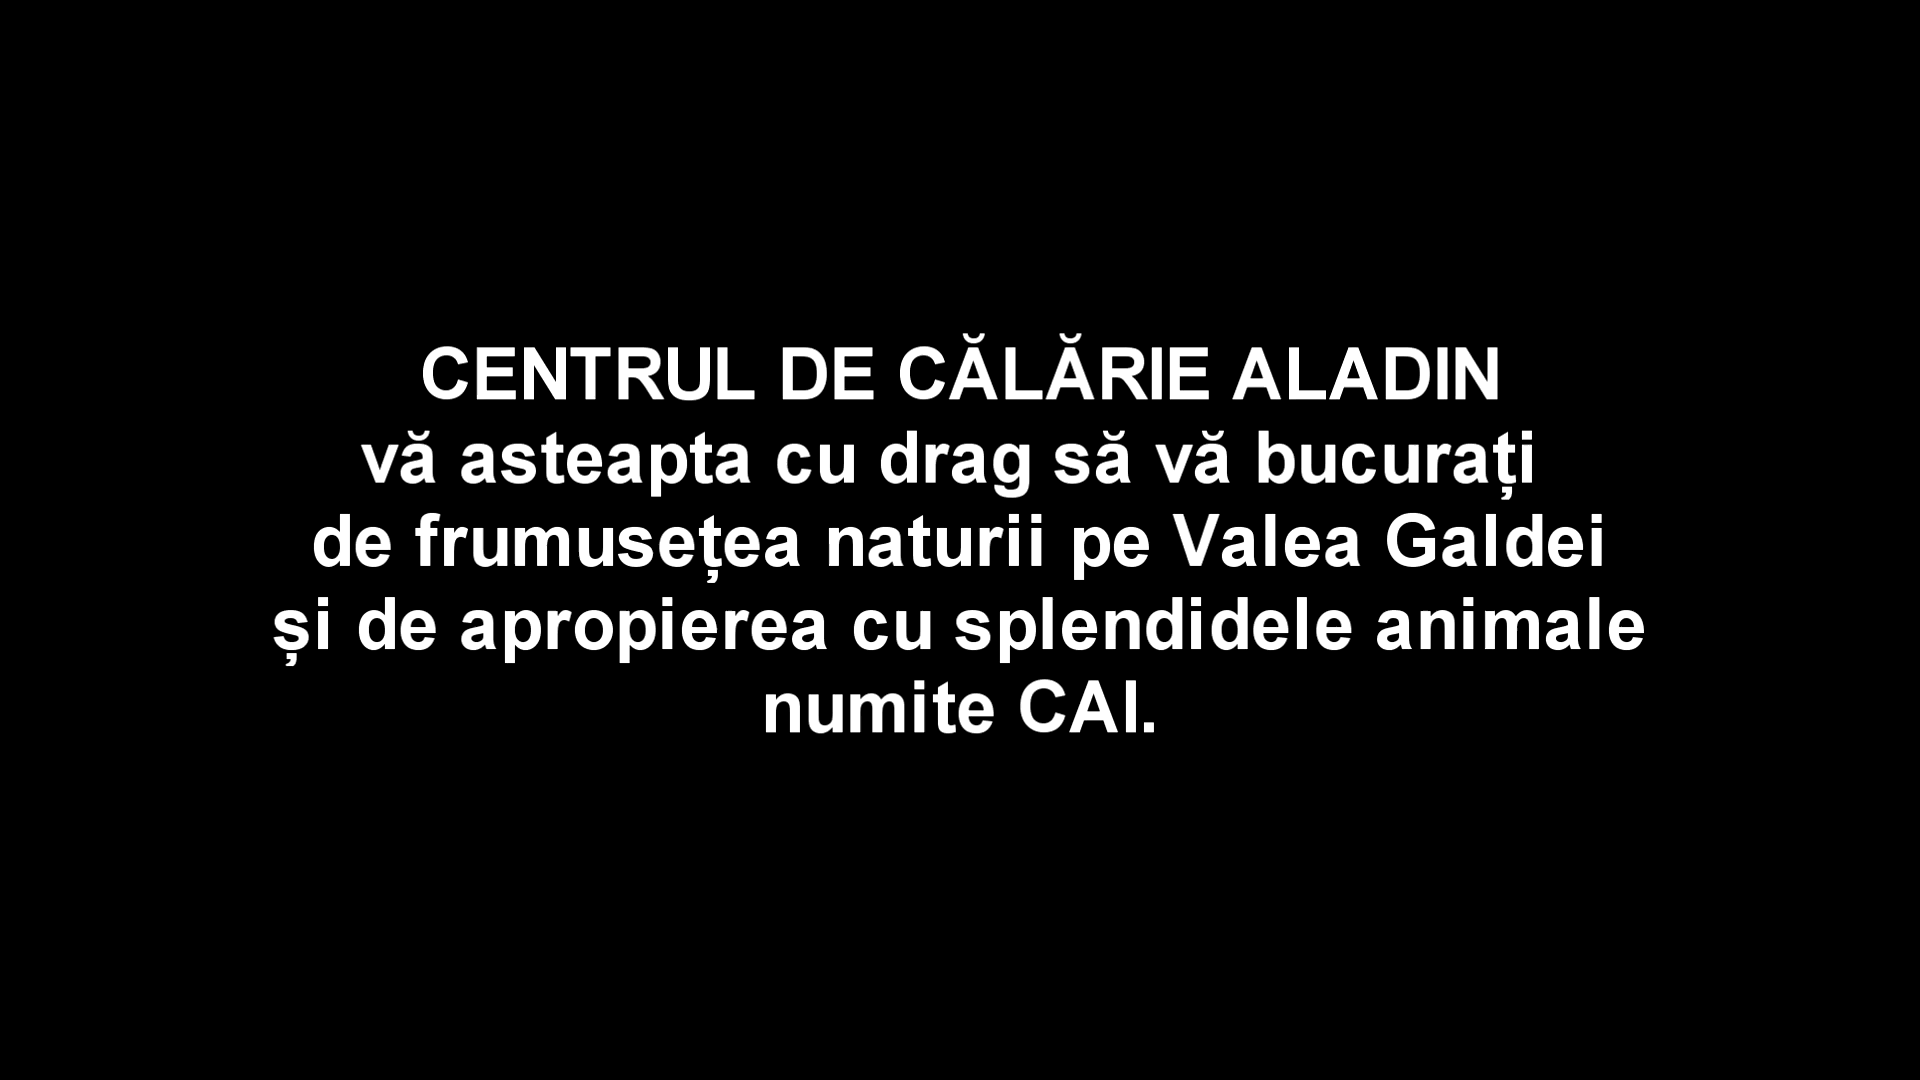 CENTRUL DE CĂLĂRIE ALADIN
vă asteapta cu drag să vă bucurați
de frumusețea naturii pe Valea Galdei
și de apropierea cu splendidele animale
numite CAI.